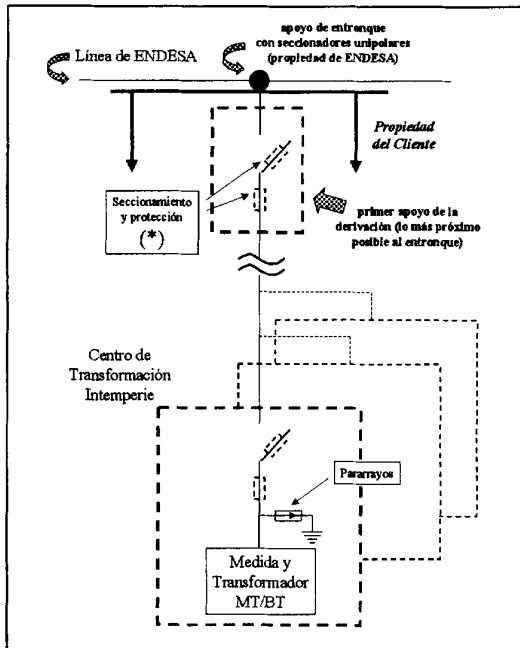 Línea de ENDESA
apoyo de entronque
con seccionadores unipolares
(propiedad de ENDESA)
Propiedad
del Cliente
Seccionamiento
y protección
(*)
primer apoyo de la
derivación (lo más próximo
posible al entronque)
Centro de
Transformación
Intemperie
Pararrayos
Medida y
Transformador
MT/BT